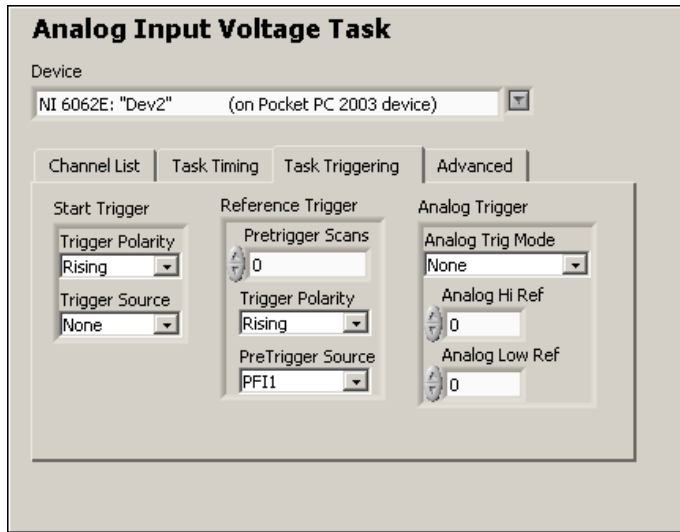 Analog Input Voltage Task
Device
NI 6062E: "Dev2" (on Pocket PC 2003 device)
Channel List Task Timing Task Triggering Advanced
Start Trigger
Trigger Polarity
Rising
Trigger Source
None
Reference Trigger
Pretrigger Scans
0
Trigger Polarity
Rising
PreTrigger Source
PFI1
Analog Trigger
Analog Trig Mode
None
Analog Hi Ref
0
Analog Low Ref
0